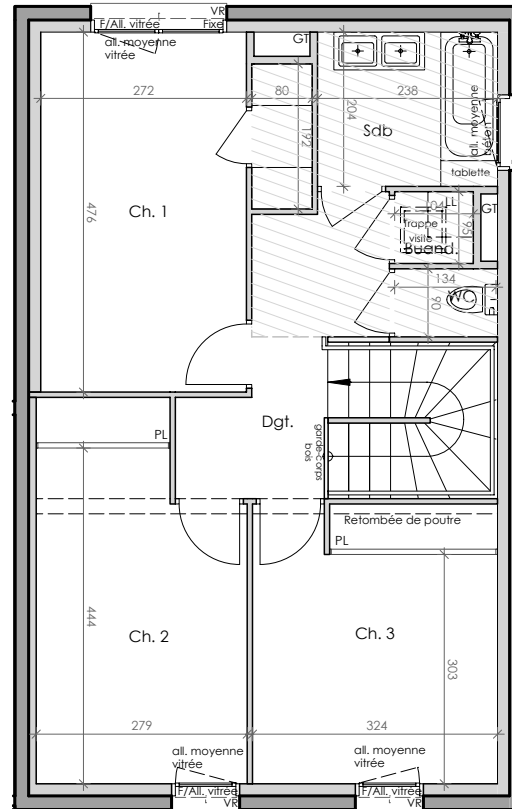 VR
F/All. vitrée
Fixe
all. moyenne
vitrée
GT
272
80
238
204
192
Sdb
all. moyenne
béton
tablette
Ch. 1
476
104
LL
GT
Trappe
visite
95
Buand.
134
WC
90
Dgt.
garde-corps
bois
PL
Retombée de poutre
PL
444
Ch. 2
Ch. 3
303
279
324
all. moyenne
vitrée
all. moyenne
vitrée
F/All. vitrée
VR
F/All. vitrée
VR